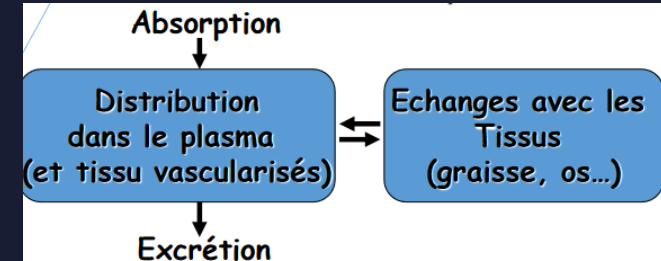 Absorption
Distribution
dans le plasma
(et tissu vascularisés)
Echanges avec les
Tissus
(graisse, os...)
Excrétion